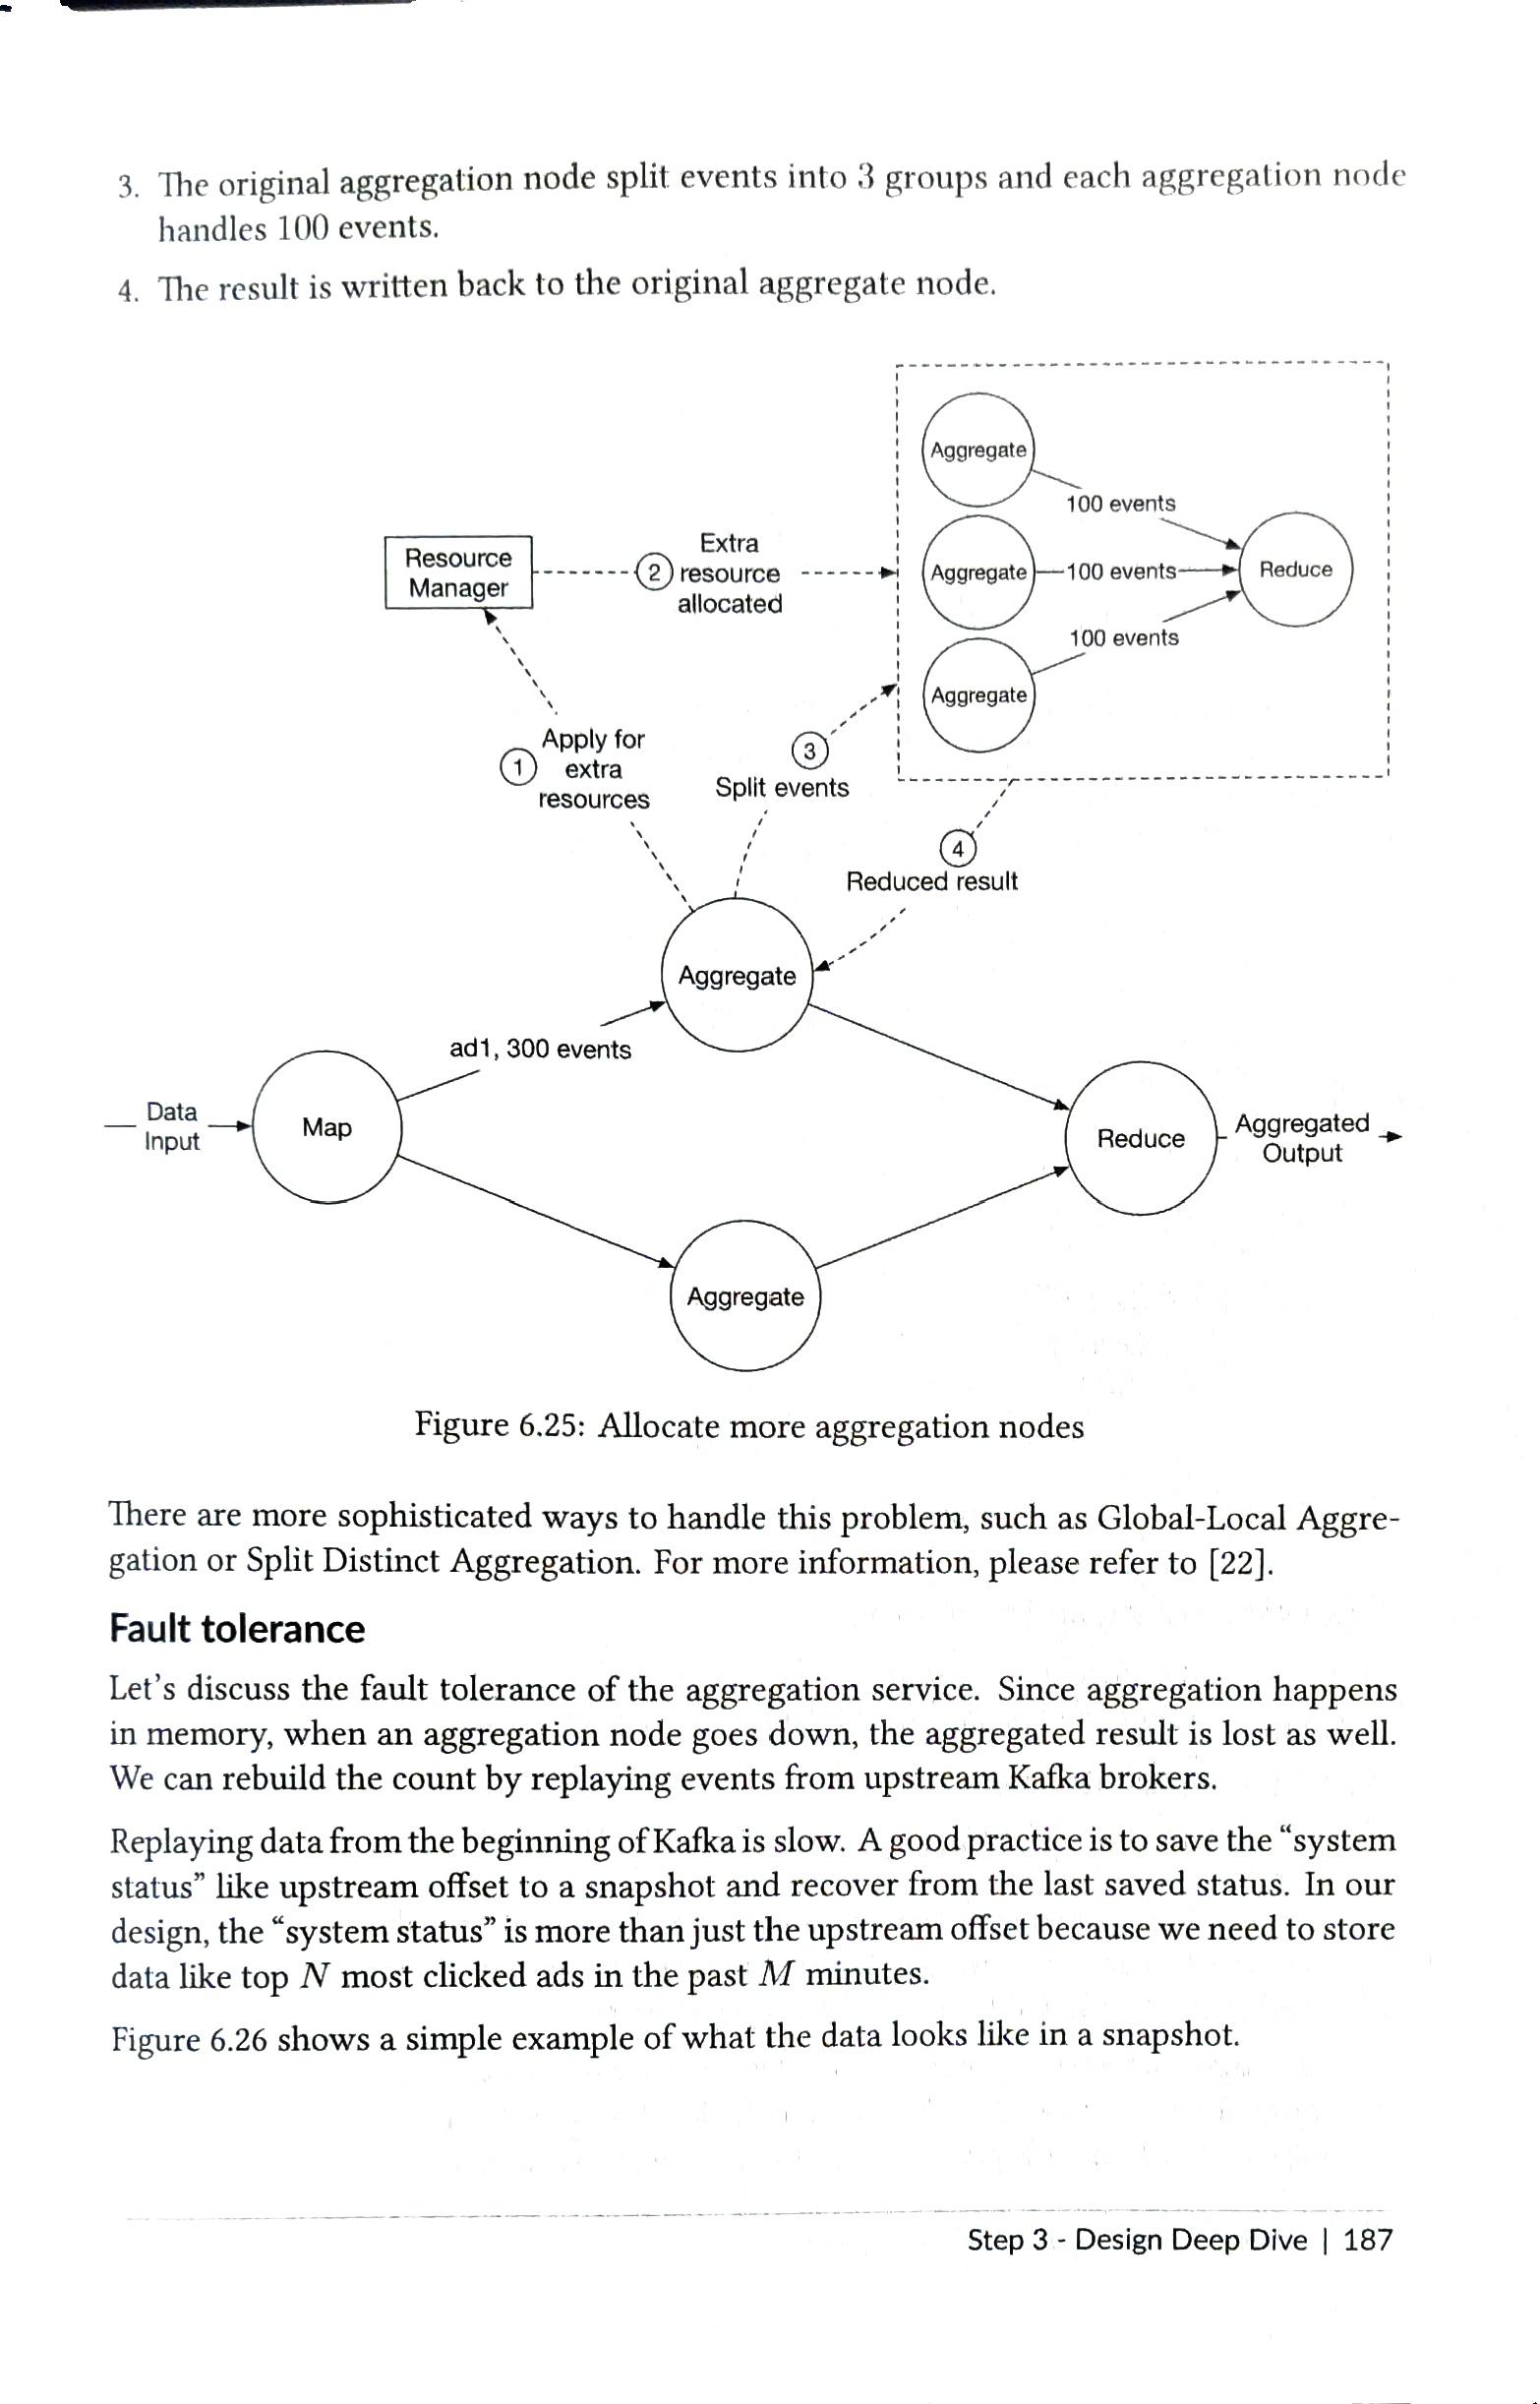 3. The original aggregation node split events into 3 groups and each aggregation node
handles 100 events.
4. The result is written back to the original aggregate node.
Aggregate
100 events
Resource
Manager
2
Extra
resource
allocated
Aggregate
100 events
Reduce
100 events
Aggregate
1
Apply for
extra
resources
3
Split events
4
Reduced result
Aggregate
ad1, 300 events
Data
Input
Map
Reduce
Aggregated
Output
Aggregate
Figure 6.25: Allocate more aggregation nodes
There are more sophisticated ways to handle this problem, such as Global-Local Aggre-
gation or Split Distinct Aggregation. For more information, please refer to [22].
Fault tolerance
Let's discuss the fault tolerance of the aggregation service. Since aggregation happens
in memory, when an aggregation node goes down, the aggregated result is lost as well.
We can rebuild the count by replaying events from upstream Kafka brokers.
Replaying data from the beginning of Kafka is slow. A good practice is to save the “system
status” like upstream offset to a snapshot and recover from the last saved status. In our
design, the “system status” is more than just the upstream offset because we need to store
data like top N most clicked ads in the past M minutes.
Figure 6.26 shows a simple example of what the data looks like in a snapshot.
Step 3 - Design Deep Dive | 187